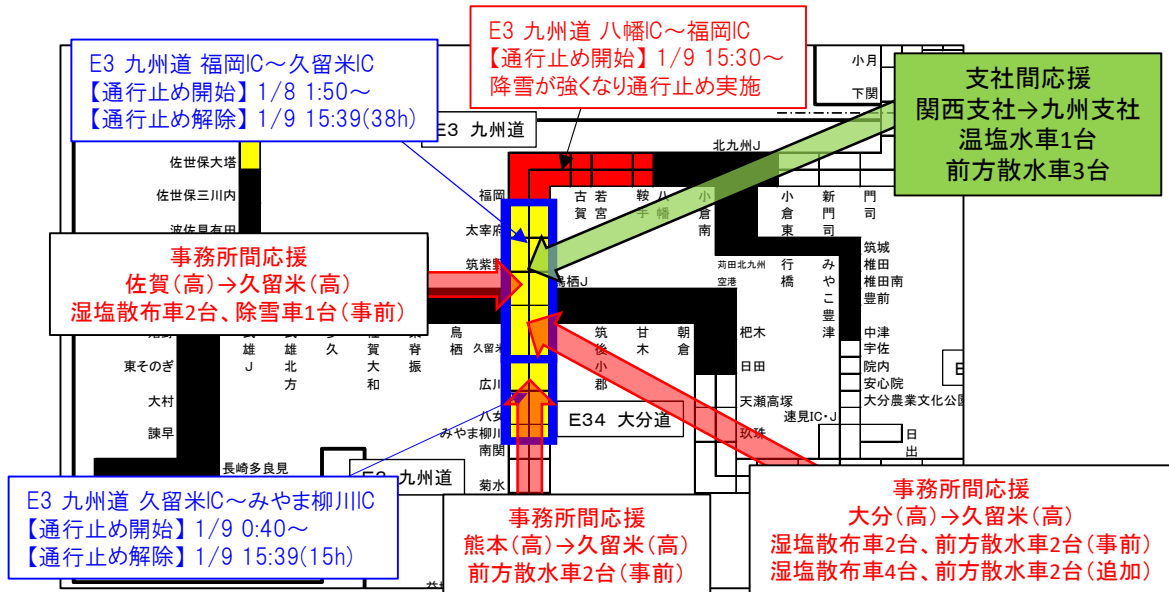 E3 九州道 福岡IC～久留米IC
【通行止め開始】 1/8 1:50～
【通行止め解除】 1/9 15:39(38h)
E3 九州道 八幡IC～福岡IC
【通行止め開始】 1/9 15:30～
降雪が強くなり通行止め実施
支社間応援
関西支社→九州支社
温塩水車1台
前方散水車3台
小月
下関
E3 九州道
北九州J
佐世保大塔
佐世保三川内
波佐見有田
福岡
太宰府
筑紫野
古賀
若宮
鞍手
八幡
小倉南
小倉東
新門司
門司
苅田北九州空港
行橋
みやこ豊津
筑城
椎田
椎田南
豊前
中津
宇佐
院内
安心院
大分農業文化公園
事務所間応援
佐賀(高)→久留米(高)
湿塩散布車2台、除雪車1台(事前)
鳥栖J
鳥栖
久留米
筑後小郡
甘木
朝倉
杷木
日田
天瀬高塚
玖珠
速見IC・J
日出
東そのぎ
大村
諫早
長崎多良見
武雄北方
佐賀大和
広川
八女
みやま柳川
南関
菊水
E34 大分道
E3 九州道 久留米IC～みやま柳川IC
【通行止め開始】 1/9 0:40～
【通行止め解除】 1/9 15:39(15h)
事務所間応援
熊本(高)→久留米(高)
前方散水車2台(事前)
事務所間応援
大分(高)→久留米(高)
湿塩散布車2台、前方散水車2台(事前)
湿塩散布車4台、前方散水車2台(追加)